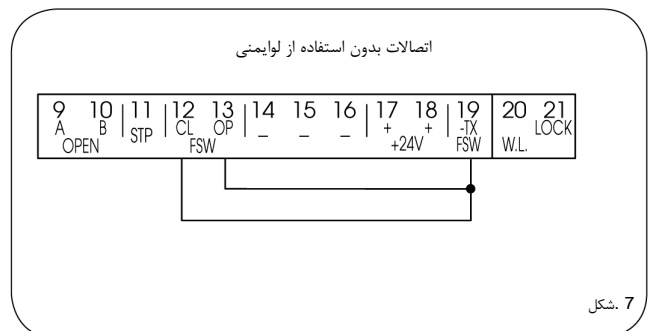 اتصالات بدون استفاده از لوایمنی
9 10 11 12 13 14 15 16 17 18 19 20 21
A B STP CL OP _ _ _ + + -TX LOCK
OPEN FSW +24V FSW W.L.
شکل. 7